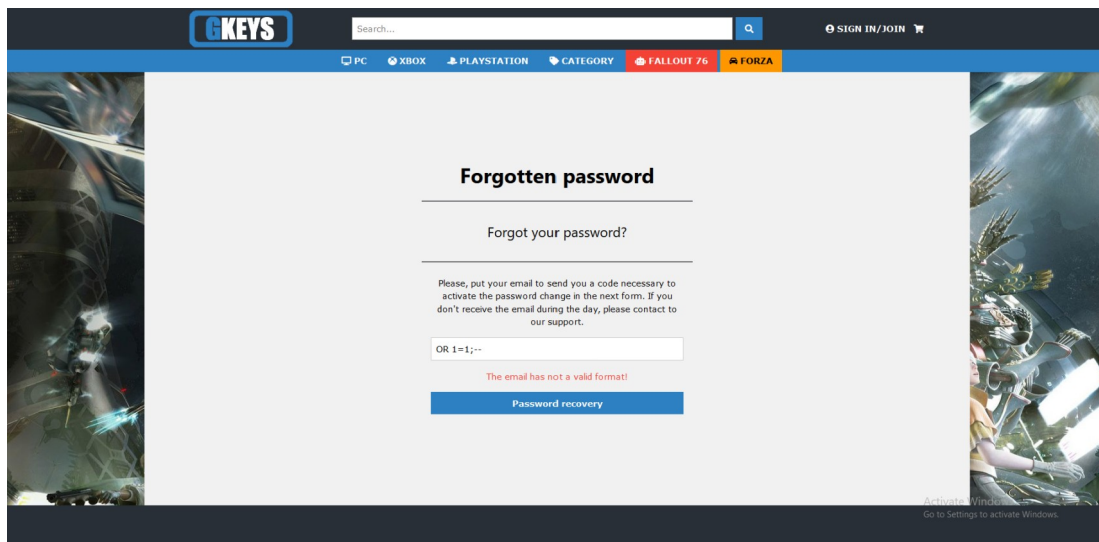 GKEYS
Search...
SIGN IN/JOIN
PC XBOX PLAYSTATION CATEGORY FALLOUT 76 FORZA
Forgotten password
Forgot your password?
Please, put your email to send you a code necessary to
activate the password change in the next form. If you
don't receive the email during the day, please contact to
our support.
OR 1=1;--
The email has not a valid format!
Password recovery
Activate Windows
Go to Settings to activate Windows.